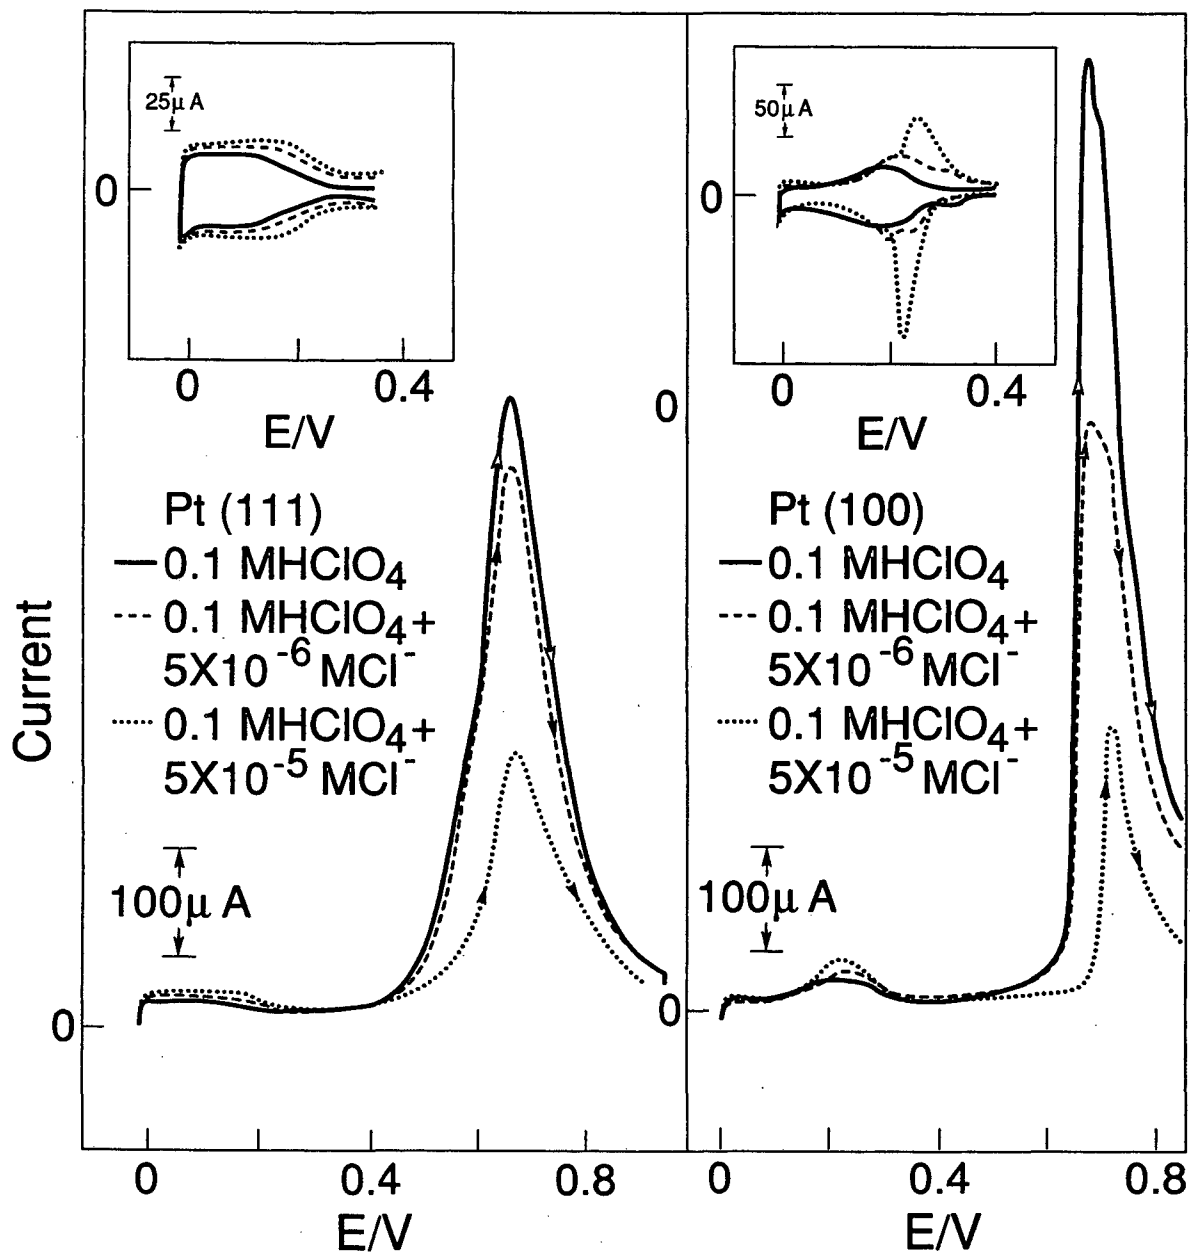 25μ A
0
0 0.4
E/V
Pt (111)
0.1 MHClO4
0.1 MHClO4+
5X10-6 MCl-
0.1 MHClO4+
5X10-5 MCl-
100μ A
0
0 0.4 0.8
E/V
Current
50μ A
0
0 0.4
E/V
0
Pt (100)
0.1 MHClO4
0.1 MHClO4+
5X10-6 MCl-
0.1 MHClO4+
5X10-5 MCl-
100μ A
0
0 0.4 0.8
E/V